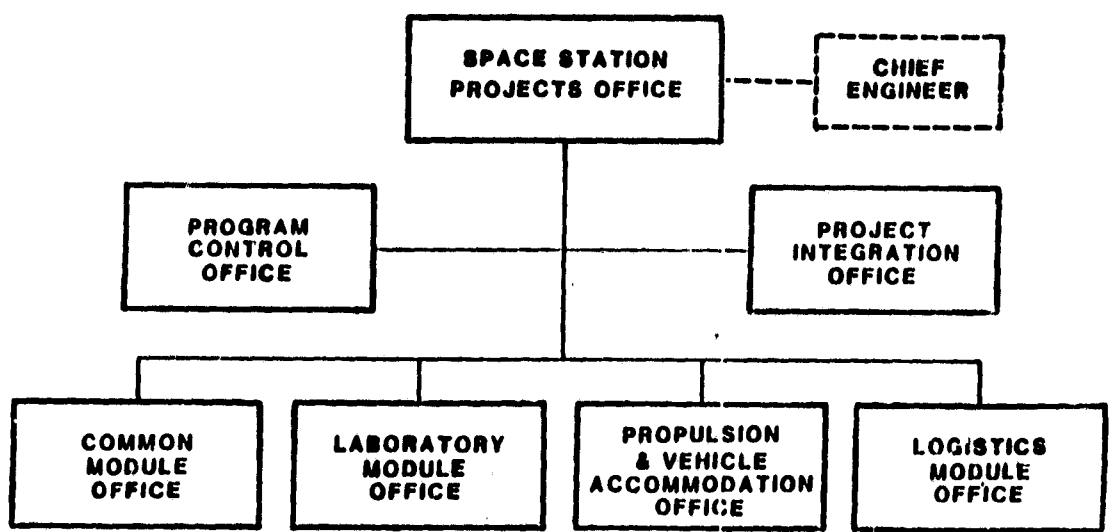 SPACE STATION
PROJECTS OFFICE
CHIEF
ENGINEER
PROGRAM
CONTROL
OFFICE
PROJECT
INTEGRATION
OFFICE
COMMON
MODULE
OFFICE
LABORATORY
MODULE
OFFICE
PROPULSION
& VEHICLE
ACCOMMODATION
OFFICE
LOGISTICS
MODULE
OFFICE